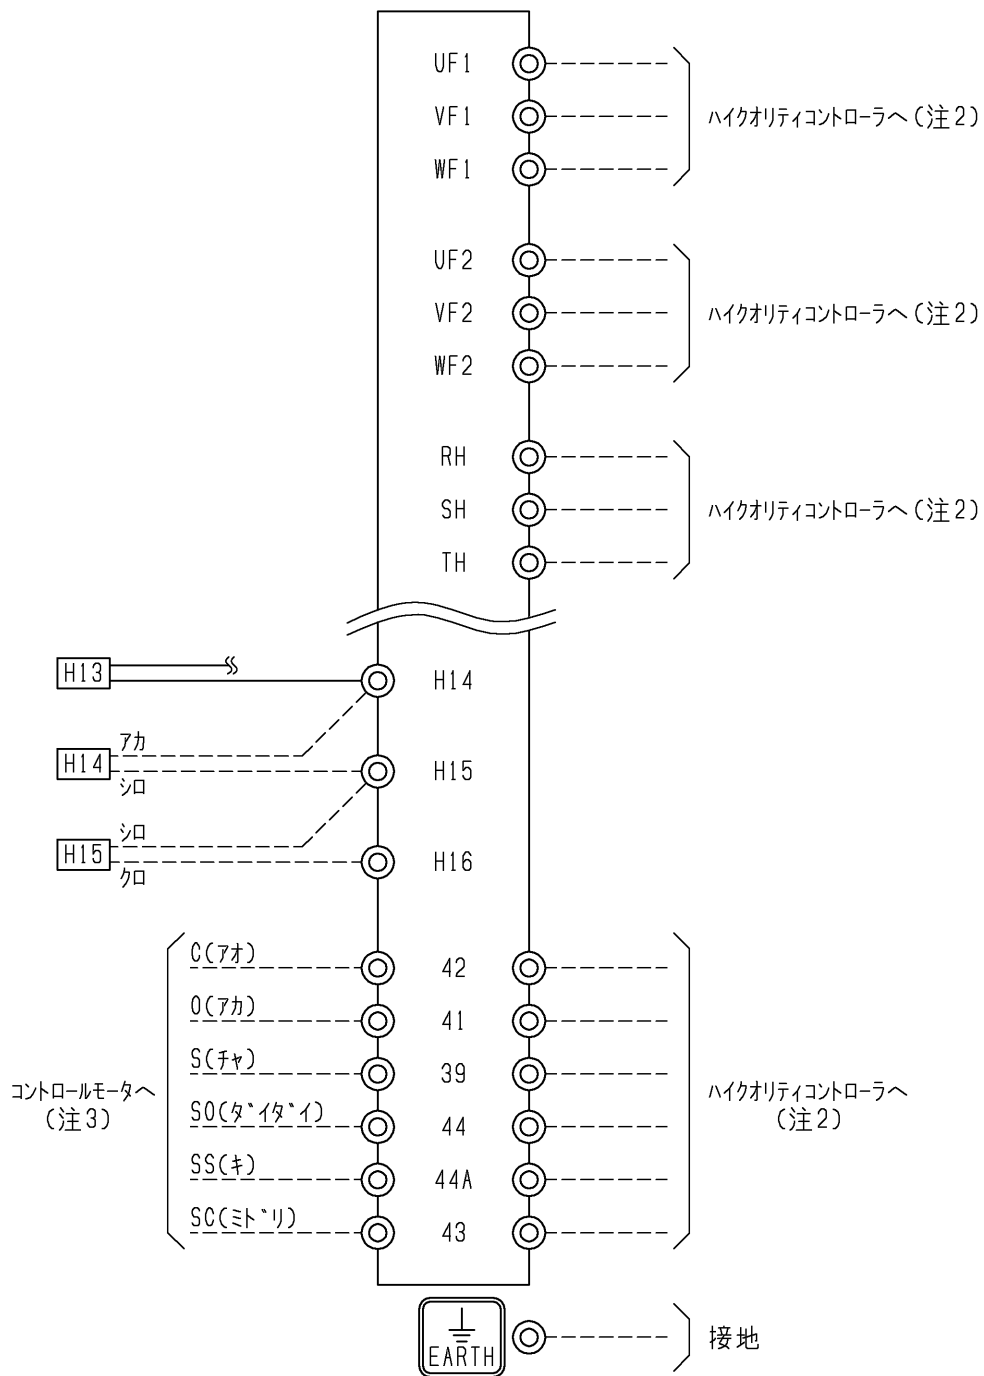 UF1
VF1
WF1
ハイクオリティコントローラへ(注2)
UF2
VF2
WF2
ハイクオリティコントローラへ(注2)
RH
SH
TH
ハイクオリティコントローラへ(注2)
H13
H14
アカ
H14
シロ
H15
シロ
H15
クロ
H16
C(アオ)
42
O(アカ)
41
S(チャ)
39
コントロールモータへ
(注3)
ハイクオリティコントローラへ
(注2)
SO(ダイダイ)
44
SS(キ)
44A
SC(ミドリ)
43
EARTH
接地